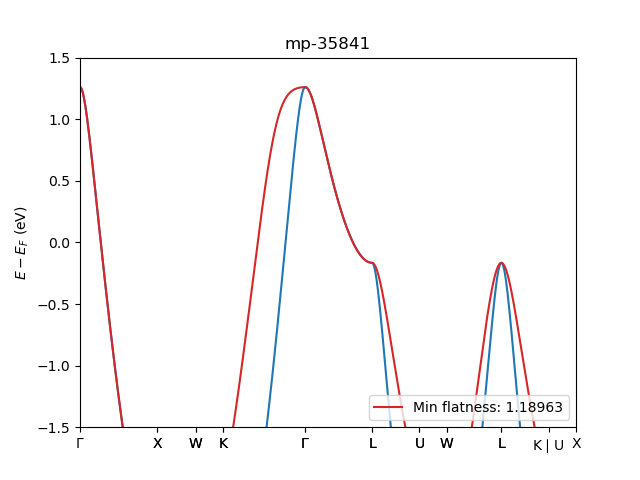 mp-35841
1.5
1.0
0.5
0.0
−0.5
−1.0
−1.5
E − E_F (eV)
Min flatness: 1.18963
Γ X W K Γ L U W L K | U X